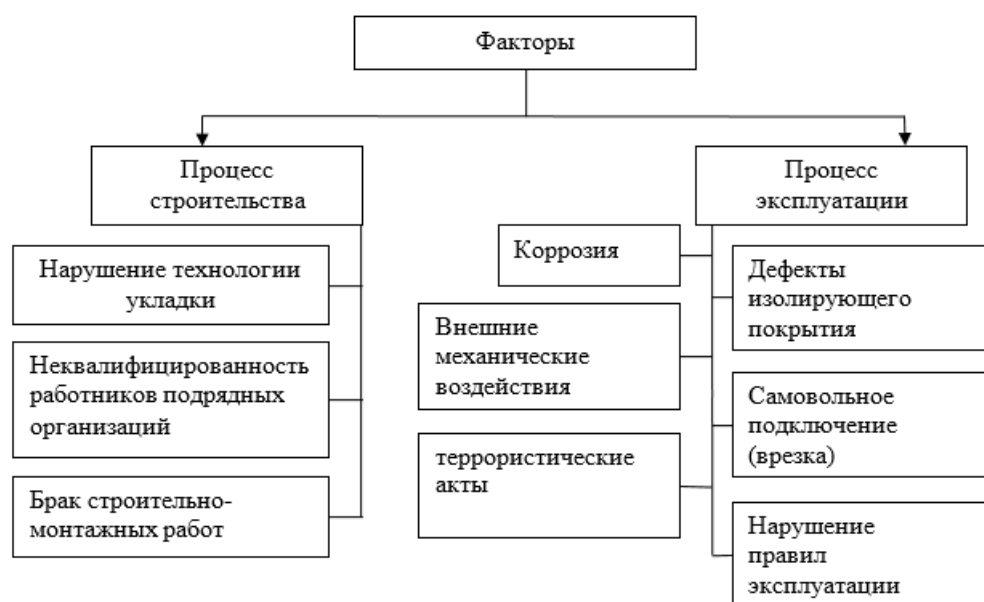 Факторы
Процесс
строительства
Нарушение технологии
укладки
Неквалифицированность
работников подрядных
организаций
Брак строительно-
монтажных работ
Процесс
эксплуатации
Коррозия
Внешние
механические
воздействия
террористические
акты
Дефекты
изолирующего
покрытия
Самовольное
подключение
(врезка)
Нарушение
правил
эксплуатации